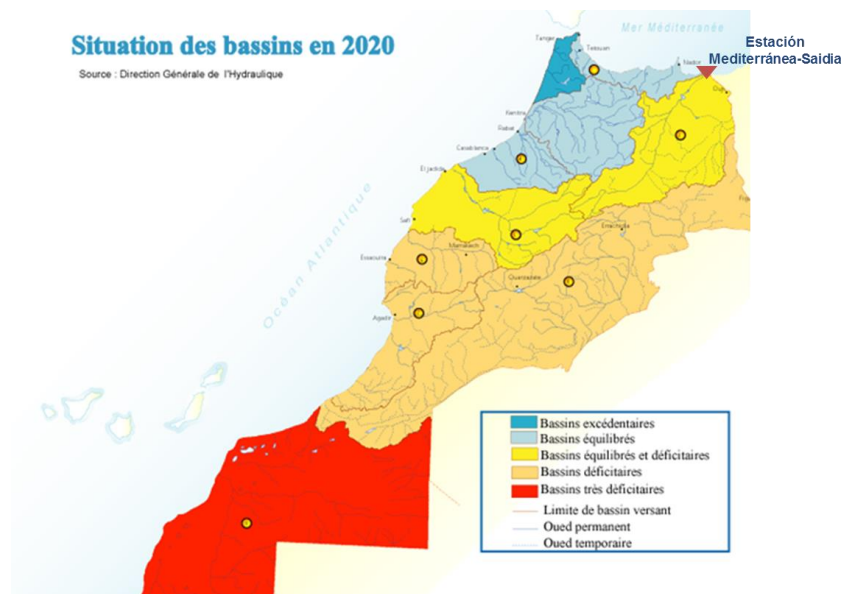 Situation des bassins en 2020
Source : Direction Générale de l'Hydraulique
Mer Méditerranée
Estación
Mediterránea-Saidia
Tanger
Tetouan
Nador
Kenitra
Rabat
Casablanca
El jadida
Safi
Essaouira
Marrakech
Errachidia
Ouarzazate
Agadir
Océan Atlantique
Bassins excédentaires
Bassins équilibrés
Bassins équilibrés et déficitaires
Bassins déficitaires
Bassins très déficitaires
Limite de bassin versant
Oued permanent
Oued temporaire